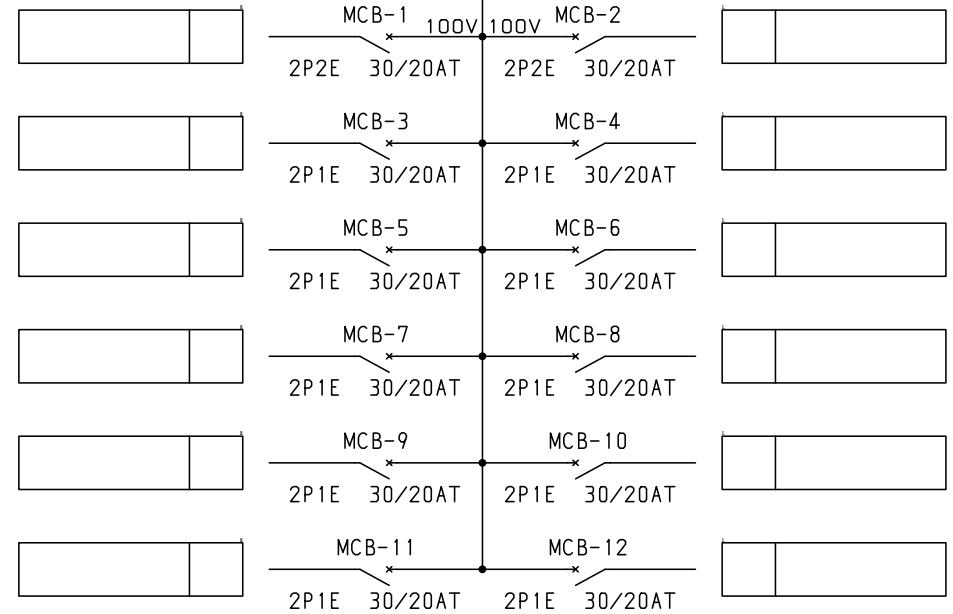 MCB-1 100V 100V MCB-2
2P2E 30/20AT 2P2E 30/20AT
MCB-3 MCB-4
2P1E 30/20AT 2P1E 30/20AT
MCB-5 MCB-6
2P1E 30/20AT 2P1E 30/20AT
MCB-7 MCB-8
2P1E 30/20AT 2P1E 30/20AT
MCB-9 MCB-10
2P1E 30/20AT 2P1E 30/20AT
MCB-11 MCB-12
2P1E 30/20AT 2P1E 30/20AT